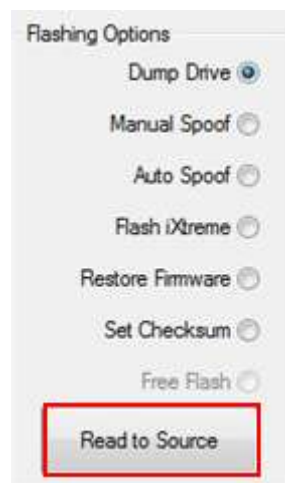 Flashing Options
Dump Drive
Manual Spoof
Auto Spoof
Flash iXtreme
Restore Firmware
Set Checksum
Free Flash
Read to Source